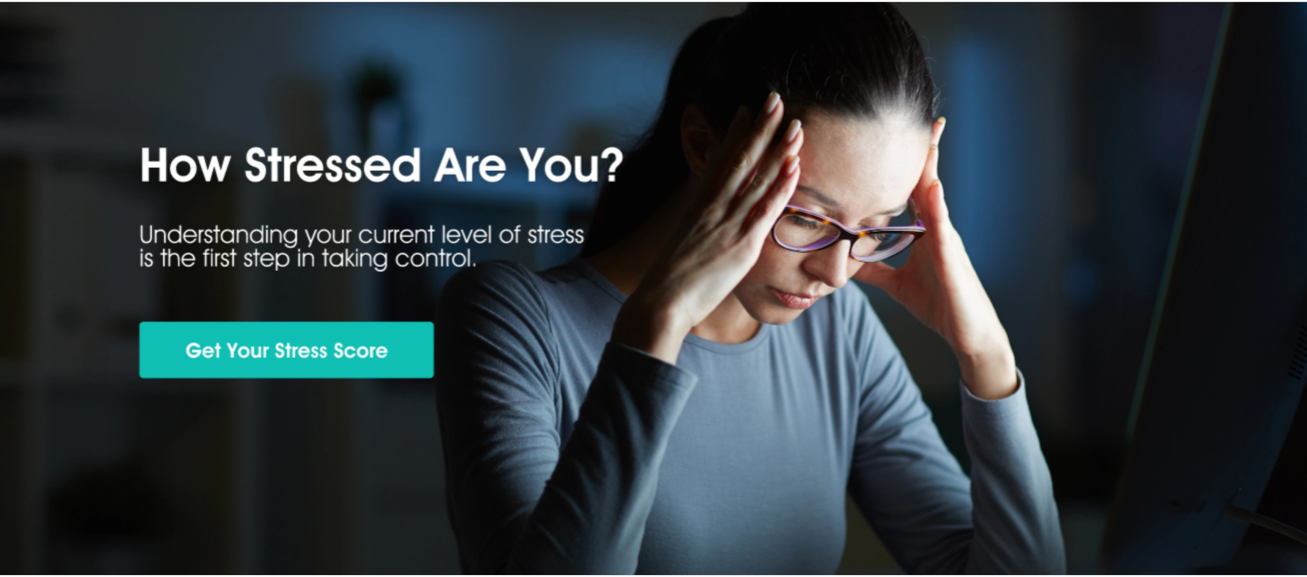 How Stressed Are You?
Understanding your current level of stress
is the first step in taking control.
Get Your Stress Score